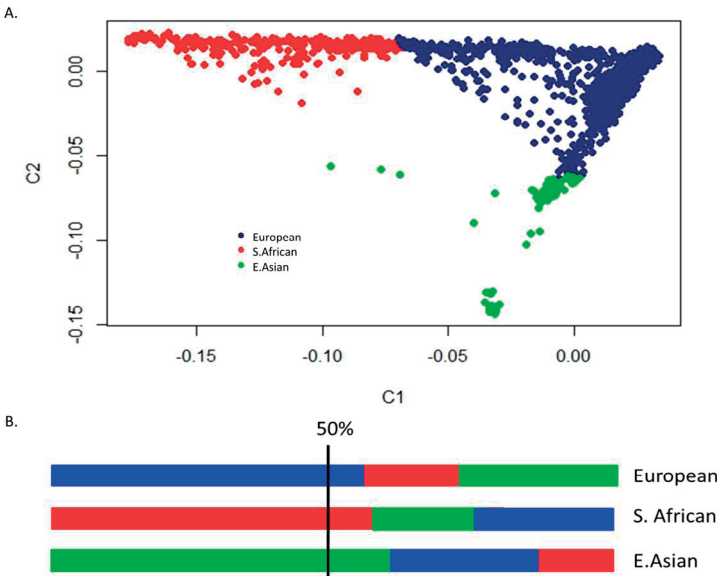 A.
0.00
-0.05
-0.10
-0.15
C2
European
S.African
E.Asian
-0.15 -0.10 -0.05 0.00
C1
B.
50%
European
S. African
E.Asian